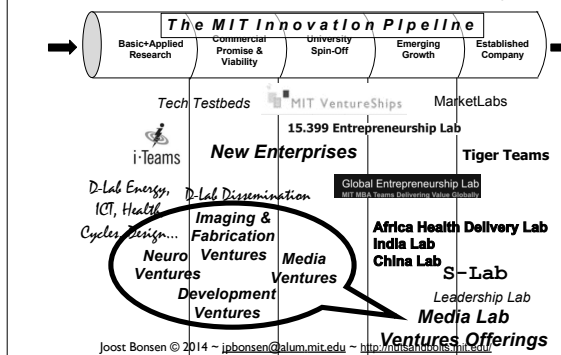 The MIT Innovation Pipeline
Basic+Applied Research
Commercial Promise & Viability
University Spin-Off
Emerging Growth
Established Company
Tech Testbeds
MIT VentureShips
MarketLabs
15.399 Entrepreneurship Lab
i·Teams
New Enterprises
Tiger Teams
D-Lab Energy,
ICT, Health
Cycles, Design...
D-Lab Dissemination
Global Entrepreneurship Lab
MIT MBA Teams Delivering Value Globally
Imaging &
Fabrication
Ventures
Neuro
Ventures
Media
Ventures
Development
Ventures
Africa Health Delivery Lab
India Lab
China Lab
S-Lab
Leadership Lab
Media Lab
Ventures Offerings
Joost Bonsen © 2014 ~ jpbonsen@alum.mit.edu ~ http://nutsandbolts.mit.edu/